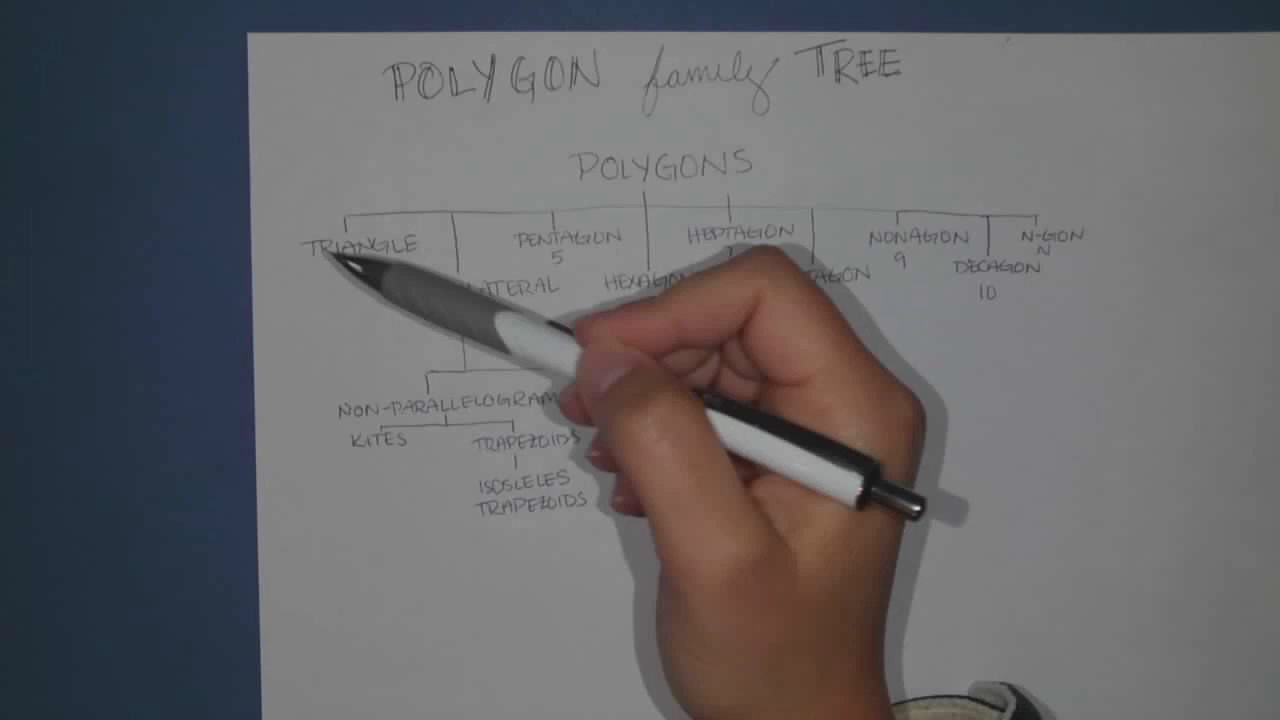 POLYGON family TREE
POLYGONS
TRIANGLE PENTAGON HEPTAGON NONAGON N-GON
5 9 N
HEXAGON DECAGON
10
NON-PARALLELOGRAM
KITES TRAPEZOIDS
ISOSLELES
TRAPEZOIDS